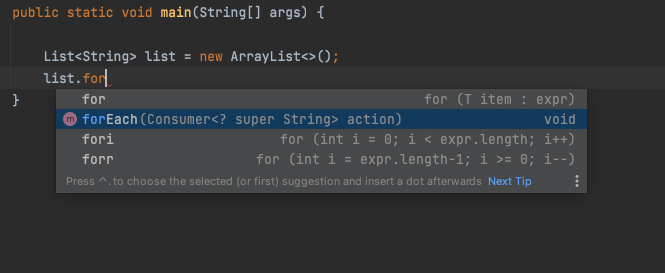 public static void main(String[] args) {
List<String> list = new ArrayList<>();
list.for
}
for for (T item : expr)
m forEach(Consumer<? super String> action) void
fori for (int i = 0; i < expr.length; i++)
forr for (int i = expr.length-1; i >= 0; i--)
Press ^. to choose the selected (or first) suggestion and insert a dot afterwards Next Tip